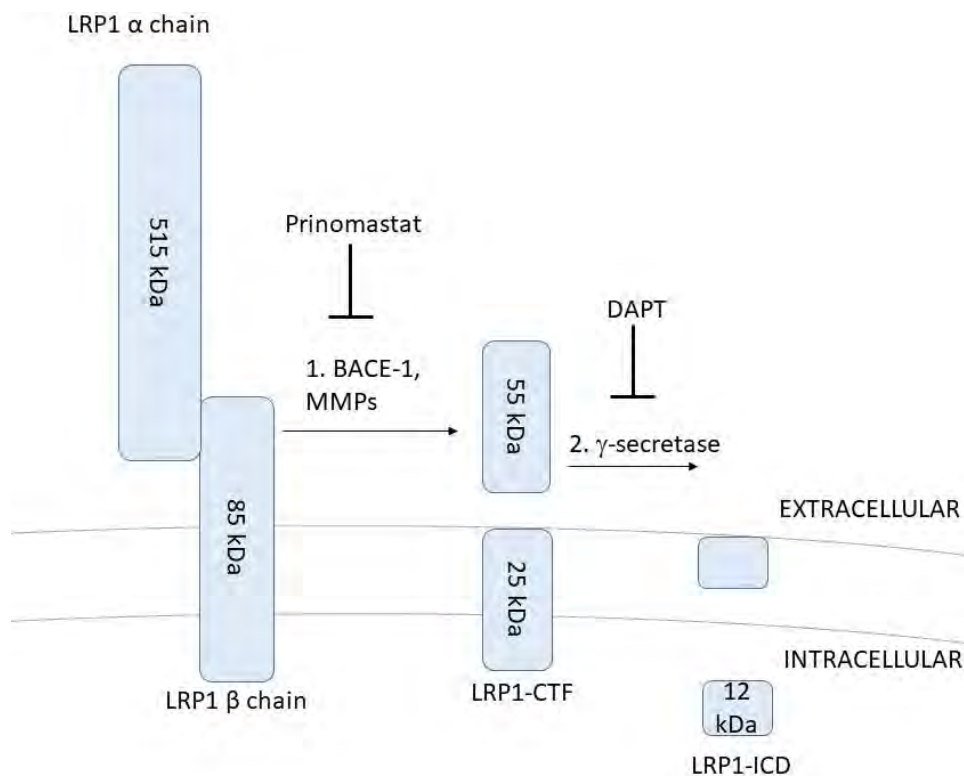 LRP1 α chain
515 kDa
Prinomastat
DAPT
1. BACE-1,
MMPs
55 kDa
2. γ-secretase
85 kDa
EXTRACELLULAR
25 kDa
INTRACELLULAR
LRP1 β chain
LRP1-CTF
12
kDa
LRP1-ICD